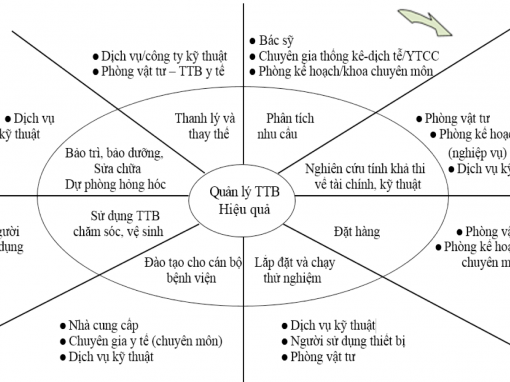 ● Bác sỹ
● Chuyên gia thống kê-dịch tễ/YTCC
● Phòng kế hoạch/khoa chuyên môn
● Dịch vụ/công ty kỹ thuật
● Phòng vật tư – TTB y tế
Thanh lý và
thay thế
Phân tích
nhu cầu
● Dịch vụ
kỹ thuật
● Phòng vật tư
● Phòng kế hoạ
(nghiệp vụ)
● Dịch vụ kỹ
Bảo trì, bảo dưỡng,
Sửa chữa
Dự phòng hỏng hóc
Nghiên cứu tính khả thi
về tài chính, kỹ thuật
Quản lý TTB
Hiệu quả
Sử dụng TTB
chăm sóc, vệ sinh
Đặt hàng
dụng
● Phòng vậ
● Phòng kế hoạ
chuyên m
Đào tạo cho cán bộ
bệnh viện
Lắp đặt và chạy
thử nghiệm
● Nhà cung cấp
● Chuyên gia y tế (chuyên môn)
● Dịch vụ kỹ thuật
● Dịch vụ kỹ thuật
● Người sử dụng thiết bị
● Phòng vật tư